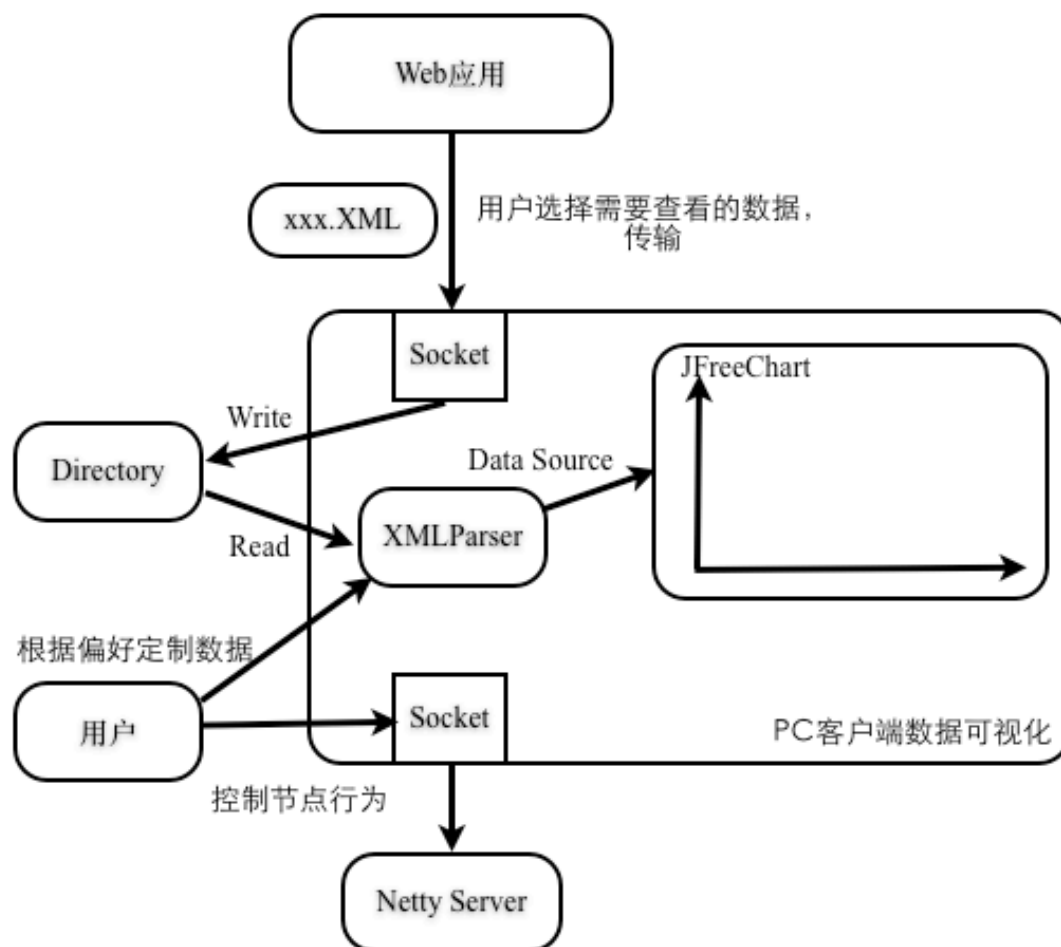 Web应用
xxx.XML
用户选择需要查看的数据，
传输
Socket
JFreeChart
Write
Directory
Data Source
XMLParser
Read
根据偏好定制数据
用户
Socket
PC客户端数据可视化
控制节点行为
Netty Server